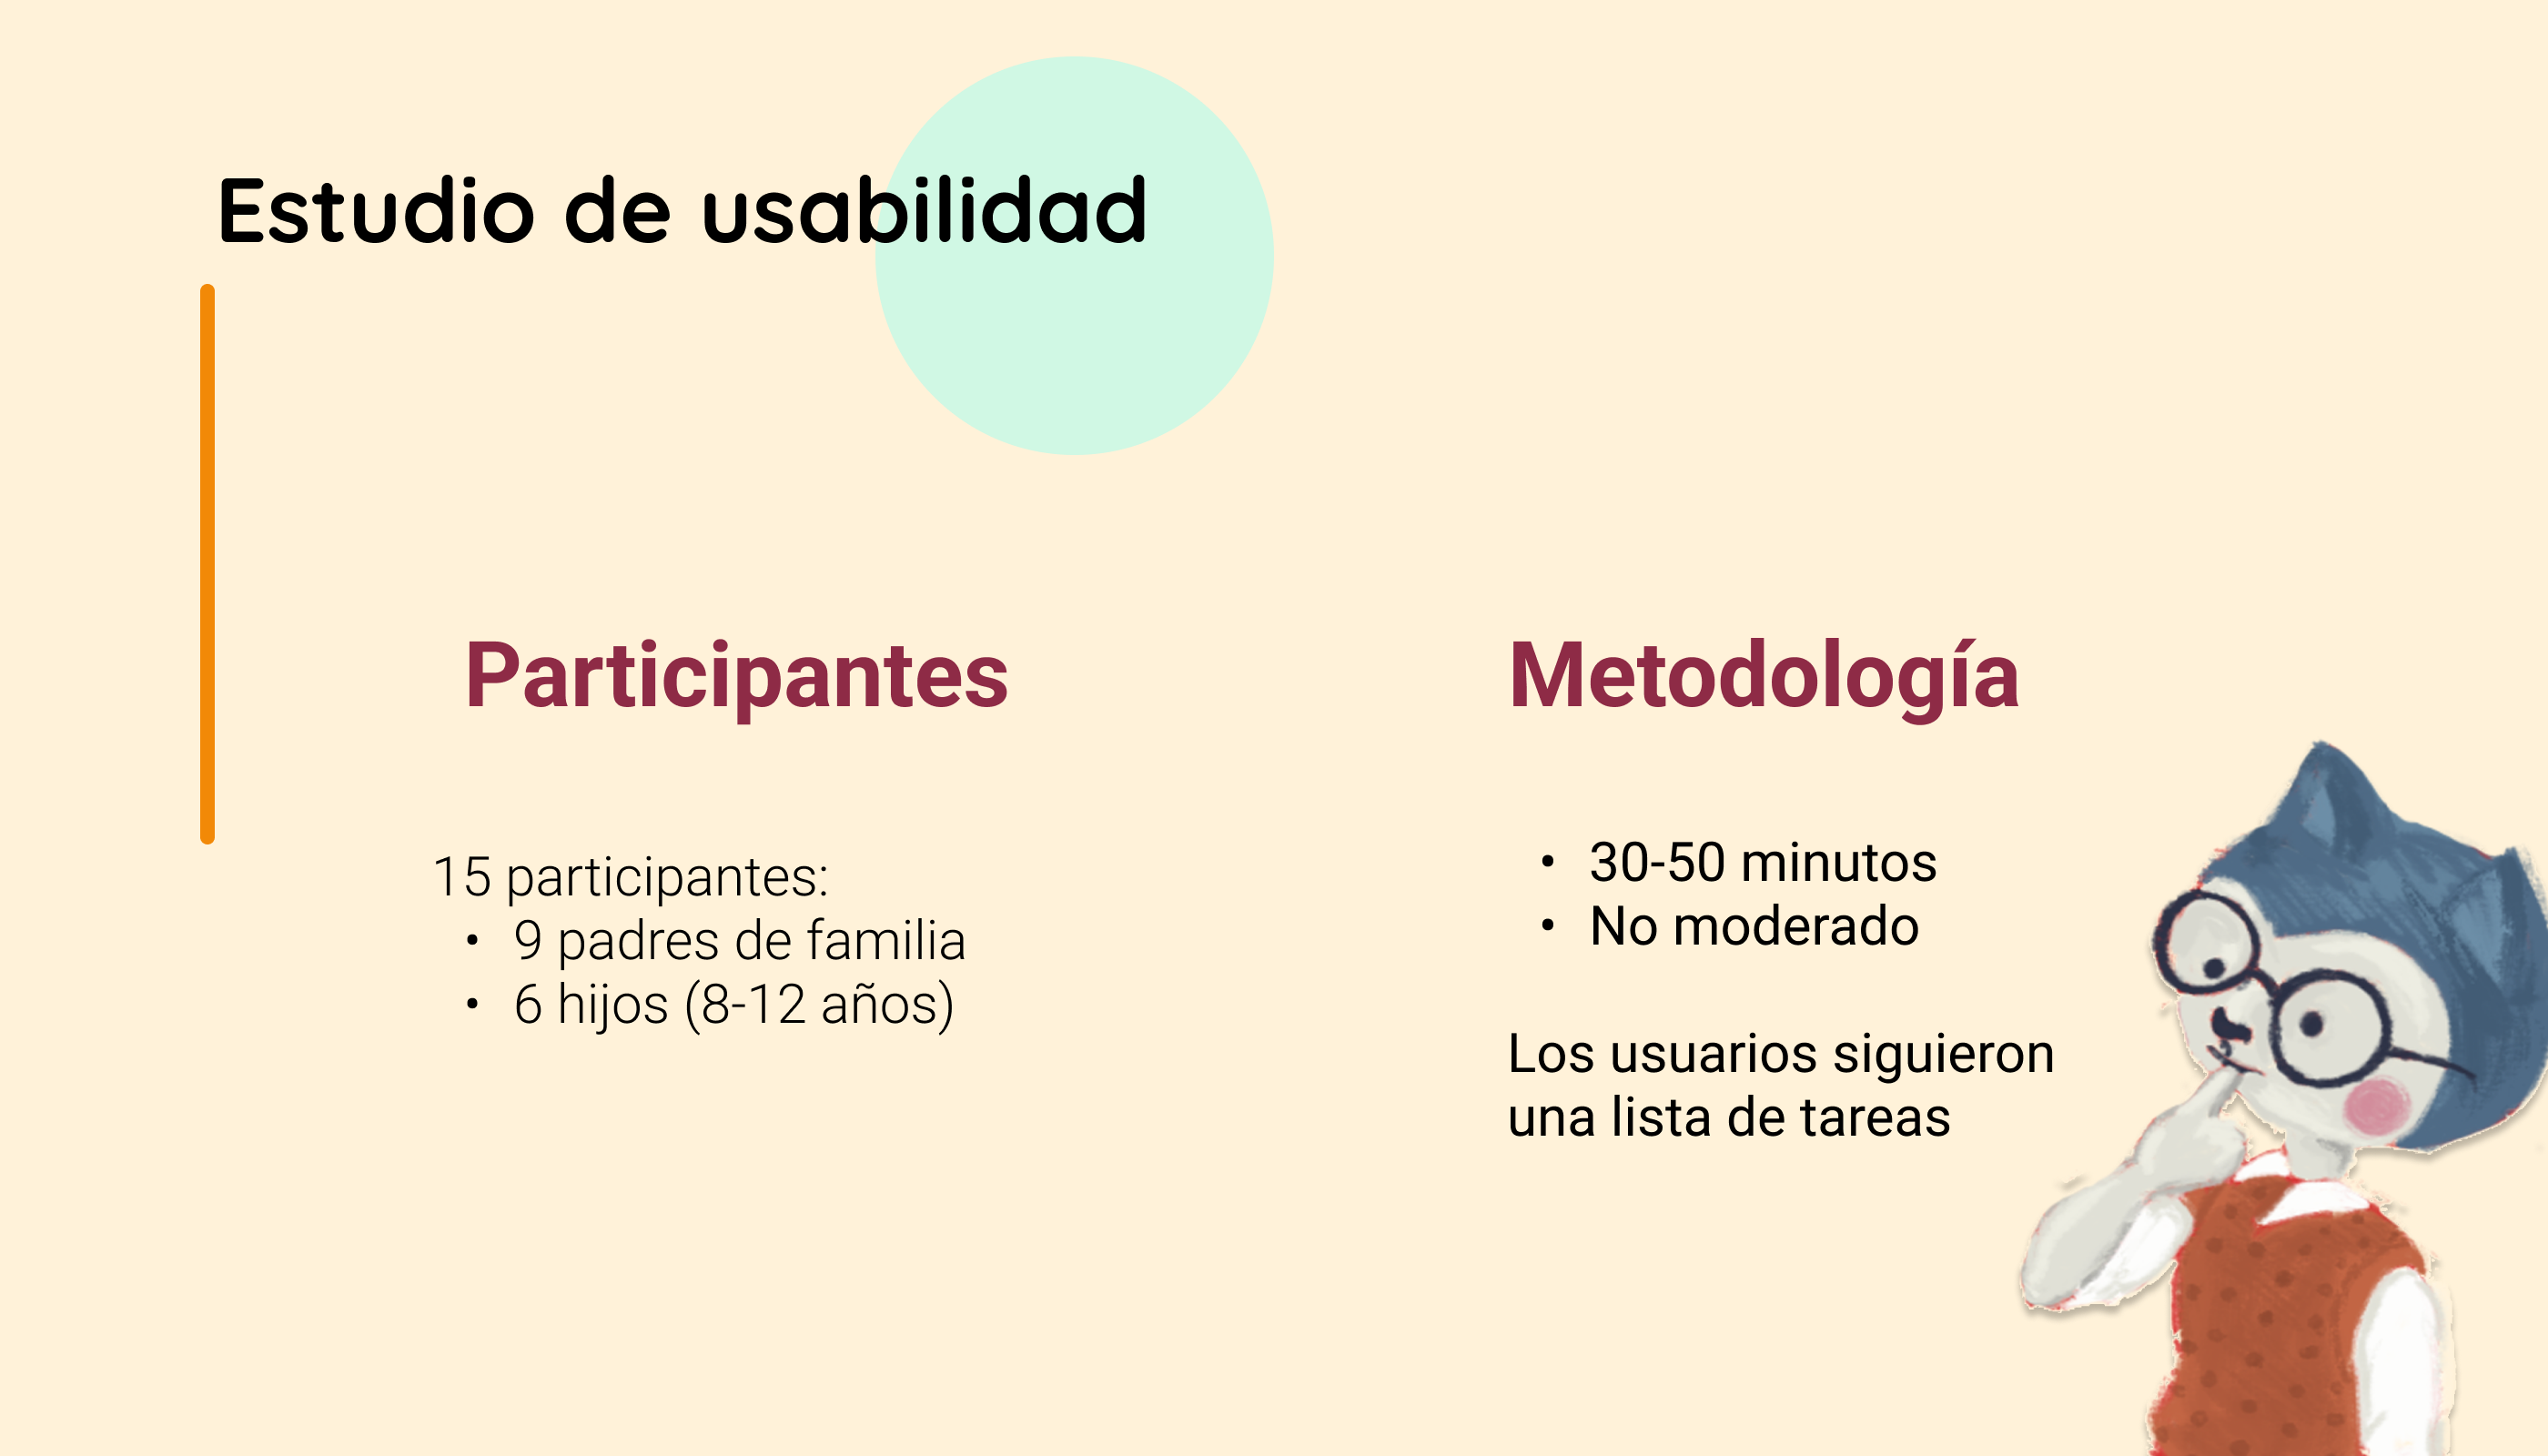 Estudio de usabilidad
Participantes
15 participantes:
• 9 padres de familia
• 6 hijos (8-12 años)
Metodología
• 30-50 minutos
• No moderado
Los usuarios siguieron
una lista de tareas